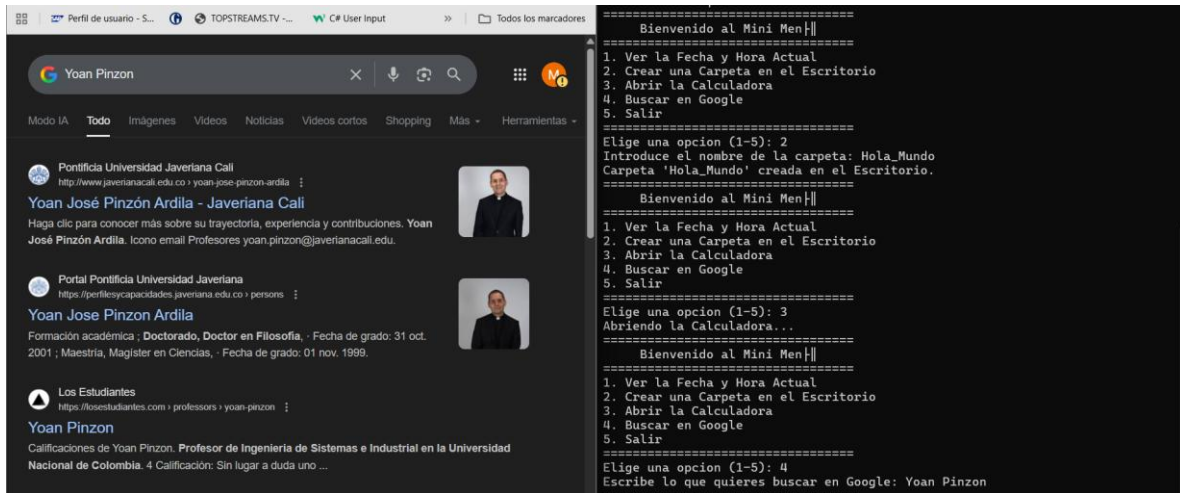 Perfil de usuario - S...
TOPSTREAMS.TV -...
C# User Input
»
Todos los marcadores
Yoan Pinzon
M
Modo IA Todo Imágenes Videos Noticias Videos cortos Shopping Más Herramientas
Pontificia Universidad Javeriana Cali
http://www.javerianacali.edu.co › yoan-jose-pinzon-ardila
Yoan José Pinzón Ardila - Javeriana Cali
Haga clic para conocer más sobre su trayectoria, experiencia y contribuciones. Yoan
José Pinzón Ardila. Icono email Profesores yoan.pinzon@javerianacali.edu.
Portal Pontificia Universidad Javeriana
https://perfilesycapacidades.javeriana.edu.co › persons
Yoan Jose Pinzon Ardila
Formación académica ; Doctorado, Doctor en Filosofía, · Fecha de grado: 31 oct.
2001 ; Maestría, Magister en Ciencias, · Fecha de grado: 01 nov. 1999.
Los Estudiantes
https://losestudiantes.com › professors › yoan-pinzon
Yoan Pinzon
Calificaciones de Yoan Pinzon. Profesor de Ingenieria de Sistemas e Industrial en la Universidad
Nacional de Colombia. 4 Calificación: Sin lugar a duda uno ...
==================================
Bienvenido al Mini Men├║
==================================
1. Ver la Fecha y Hora Actual
2. Crear una Carpeta en el Escritorio
3. Abrir la Calculadora
4. Buscar en Google
5. Salir
==================================
Elige una opcion (1-5): 2
Introduce el nombre de la carpeta: Hola_Mundo
Carpeta 'Hola_Mundo' creada en el Escritorio.
==================================
Bienvenido al Mini Men├║
==================================
1. Ver la Fecha y Hora Actual
2. Crear una Carpeta en el Escritorio
3. Abrir la Calculadora
4. Buscar en Google
5. Salir
==================================
Elige una opcion (1-5): 3
Abriendo la Calculadora...
==================================
Bienvenido al Mini Men├║
==================================
1. Ver la Fecha y Hora Actual
2. Crear una Carpeta en el Escritorio
3. Abrir la Calculadora
4. Buscar en Google
5. Salir
==================================
Elige una opcion (1-5): 4
Escribe lo que quieres buscar en Google: Yoan Pinzon